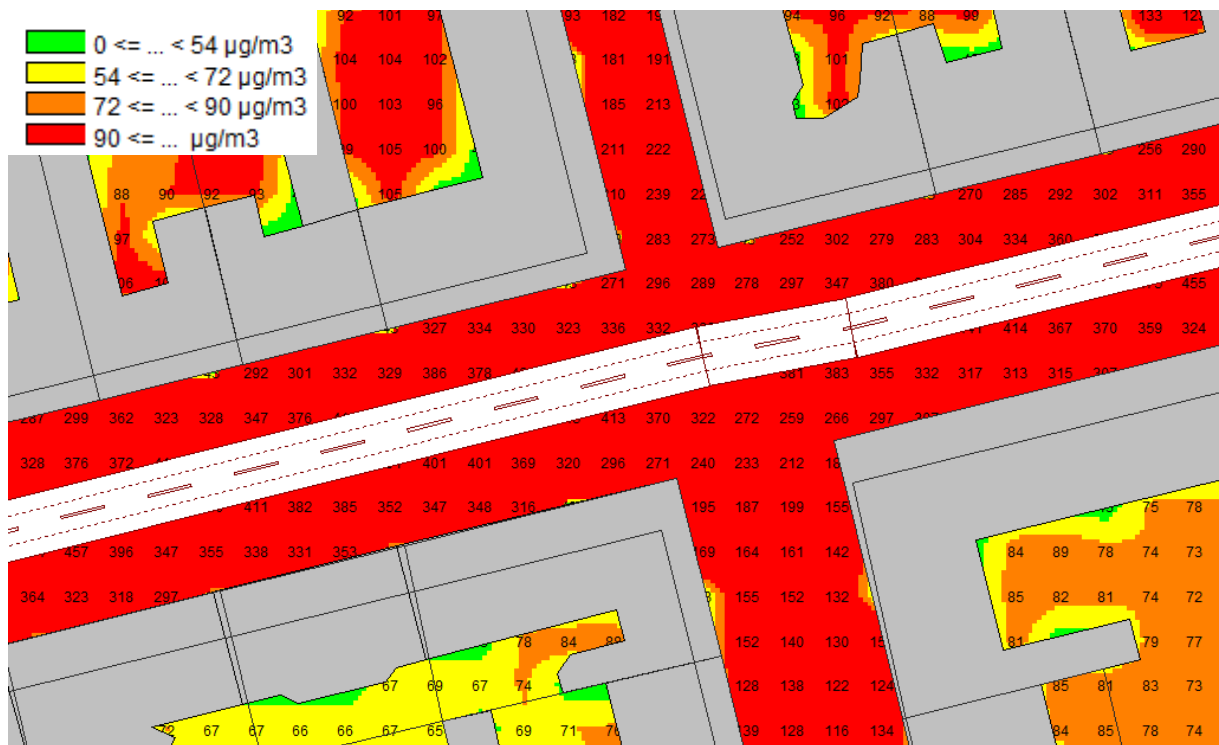 0 <= ... < 54 µg/m3
54 <= ... < 72 µg/m3
72 <= ... < 90 µg/m3
90 <= ... µg/m3
92 101 97 93 182 94 96 92 88 99 133
104 104 102 181 191 101
100 103 96 185 213
105 100 211 222 256 290
88 90 92 93 105 239 270 285 292 302 311 355
97 283 273 252 302 279 283 304 334 360
271 296 289 278 297 347 380 455
327 334 330 323 336 332 414 367 370 359 324
292 301 332 329 386 378 381 383 355 332 317 313 315 307
287 299 362 323 328 347 376 413 370 322 272 259 266 297
328 376 372 401 401 369 320 296 271 240 233 212
411 382 385 352 347 348 316 195 187 199 155 75 78
457 396 347 355 338 331 353 169 164 161 142 84 89 78 74 73
364 323 318 297 155 152 132 85 82 81 74 72
78 84 88 152 140 130 81 79 77
67 69 67 74 128 138 122 124 85 81 83 73
72 67 67 66 66 67 65 69 71 139 128 116 134 84 85 78 74